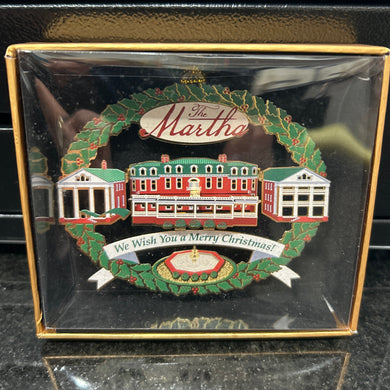 The
Martha
We Wish You a Merry Christmas!